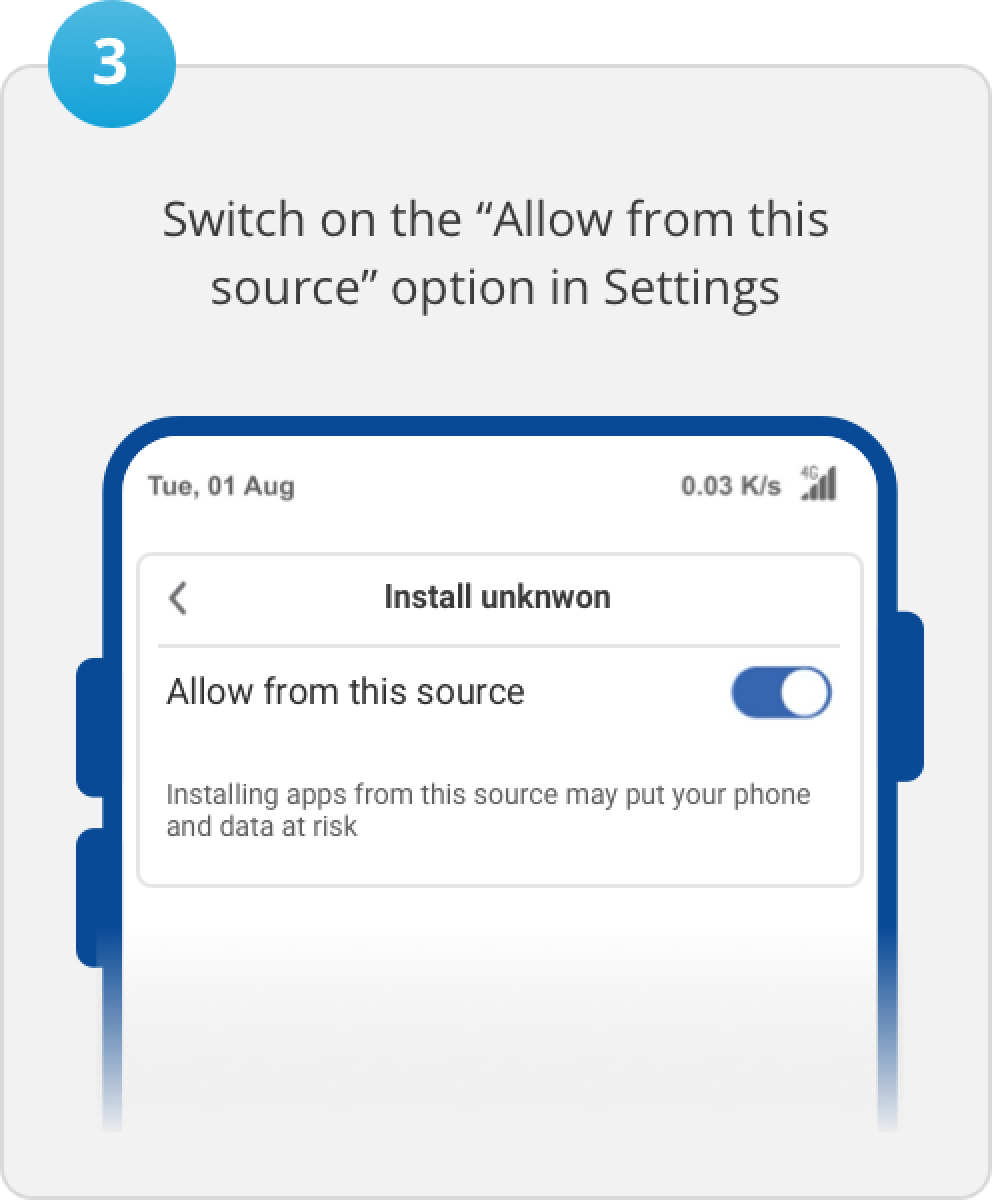 3
Switch on the “Allow from this
source” option in Settings
Tue, 01 Aug
0.03 K/s 4G
Install unknwon
Allow from this source
Installing apps from this source may put your phone
and data at risk